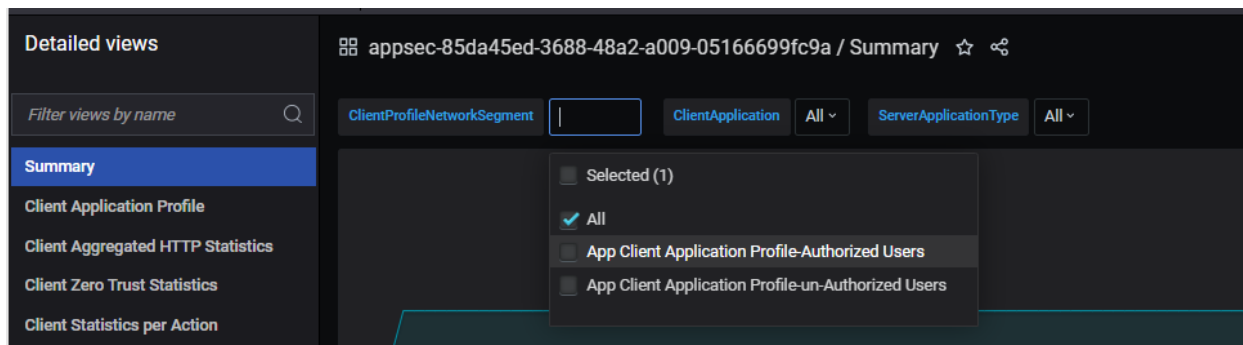 Detailed views
appsec-85da45ed-3688-48a2-a009-05166699fc9a / Summary
Filter views by name
ClientProfileNetworkSegment
ClientApplication All
ServerApplicationType All
Summary
Client Application Profile
Client Aggregated HTTP Statistics
Client Zero Trust Statistics
Client Statistics per Action
Selected (1)
All
App Client Application Profile-Authorized Users
App Client Application Profile-un-Authorized Users